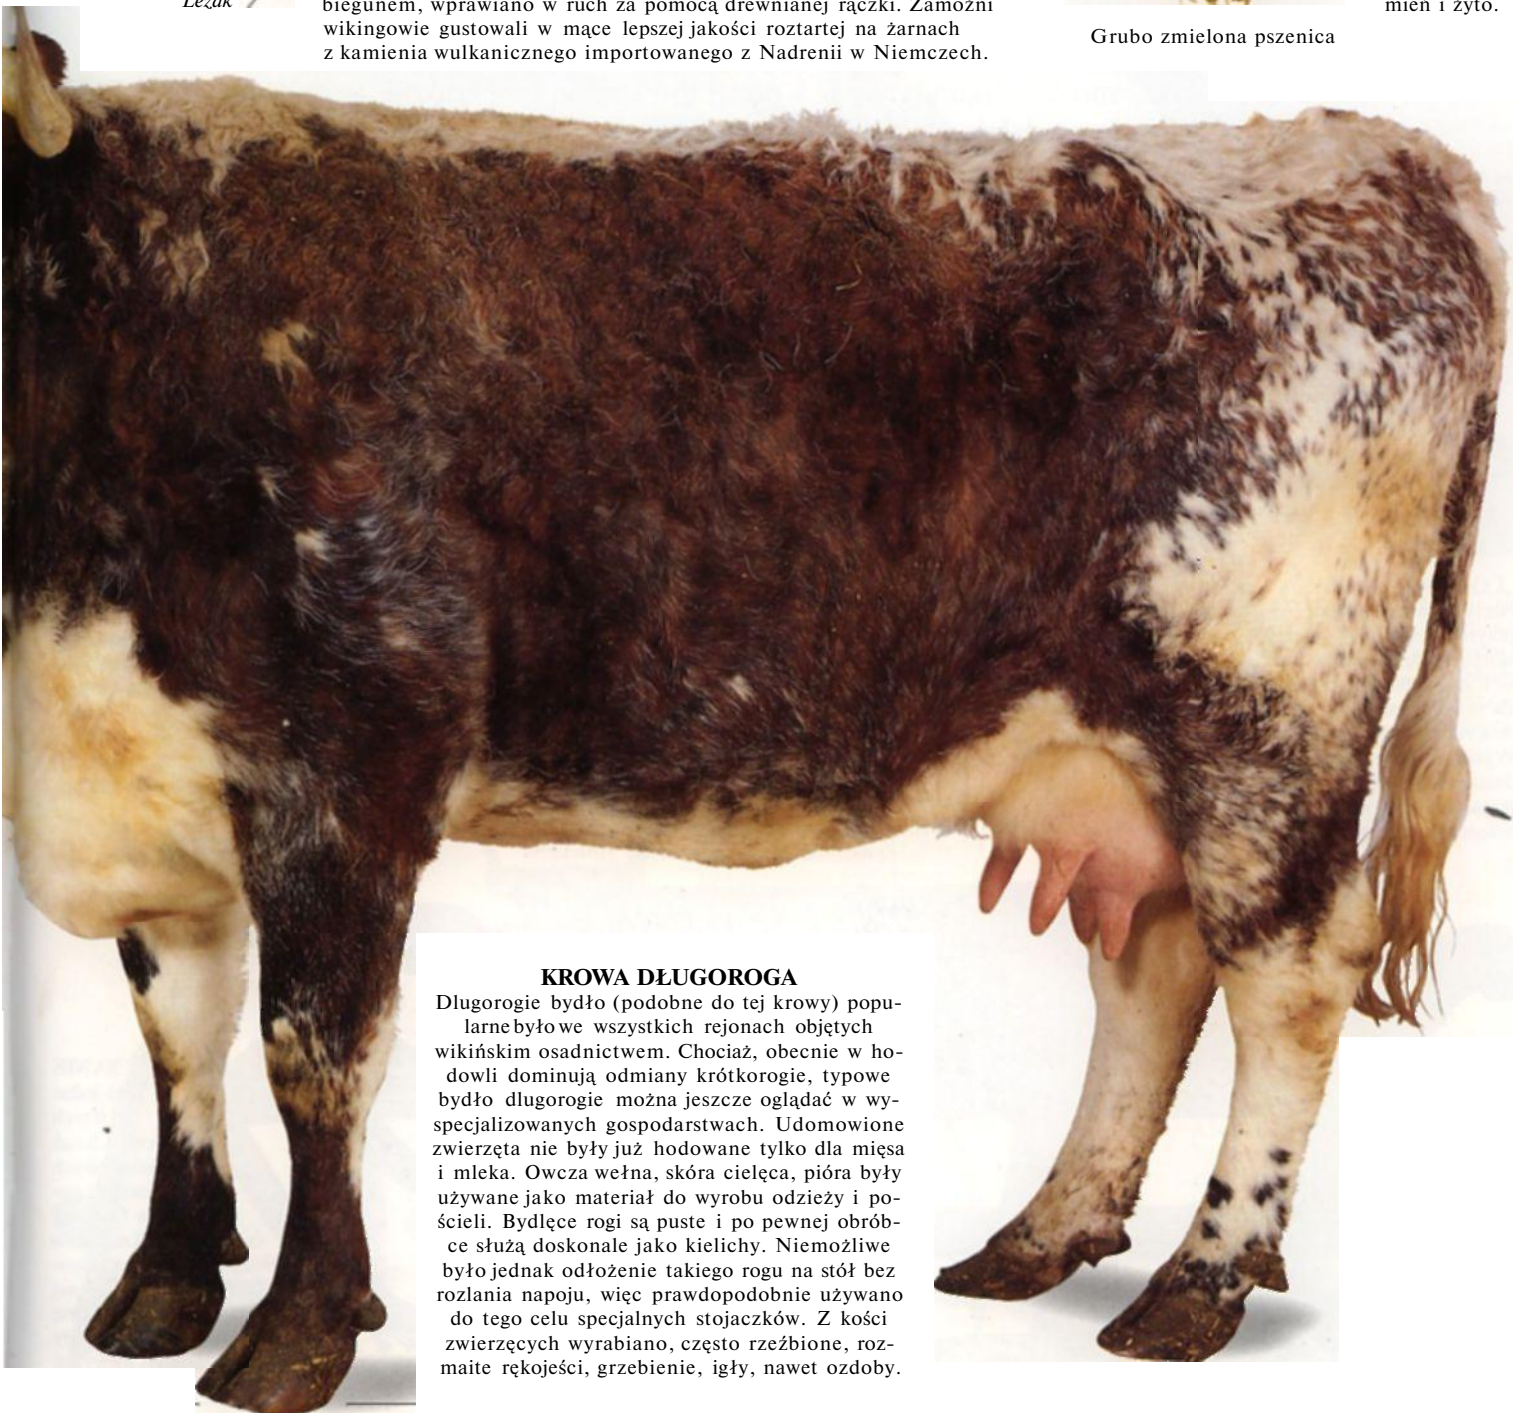 Leżak
biegunem, wprawiano w ruch za pomocą drewnianej rączki. Zamożni
wikingowie gustowali w mące lepszej jakości roztartej na żarnach
z kamienia wulkanicznego importowanego z Nadrenii w Niemczech.
mień i żyto.
Grubo zmielona pszenica
KROWA DŁUGOROGA
Dlugorogie bydło (podobne do tej krowy) popu-
larne było we wszystkich rejonach objętych
wikińskim osadnictwem. Chociaż, obecnie w ho-
dowli dominują odmiany krótkorogie, typowe
bydło dlugorogie można jeszcze oglądać w wy-
specjalizowanych gospodarstwach. Udomowione
zwierzęta nie były już hodowane tylko dla mięsa
i mleka. Owcza wełna, skóra cielęca, pióra były
używane jako materiał do wyrobu odzieży i po-
ścieli. Bydlęce rogi są puste i po pewnej obrób-
ce służą doskonale jako kielichy. Niemożliwe
było jednak odłożenie takiego rogu na stół bez
rozlania napoju, więc prawdopodobnie używano
do tego celu specjalnych stojaczków. Z kości
zwierzęcych wyrabiano, często rzeźbione, roz-
maite rękojeści, grzebienie, igły, nawet ozdoby.